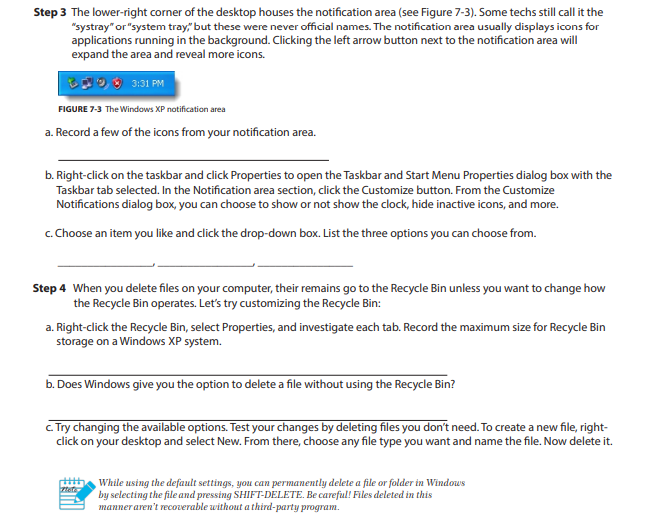 Step 3 The lower-right corner of the desktop houses the notification area (see Figure 7-3). Some techs still call it the
"systray" or "system tray," but these were never official names. The notification area usually displays icons for
applications running in the background. Clicking the left arrow button next to the notification area will
expand the area and reveal more icons.
3:31 PM
FIGURE 7-3 The Windows XP notification area
a. Record a few of the icons from your notification area.
b. Right-click on the taskbar and click Properties to open the Taskbar and Start Menu Properties dialog box with the
Taskbar tab selected. In the Notification area section, click the Customize button. From the Customize
Notifications dialog box, you can choose to show or not show the clock, hide inactive icons, and more.
c. Choose an item you like and click the drop-down box. List the three options you can choose from.
, ,
Step 4 When you delete files on your computer, their remains go to the Recycle Bin unless you want to change how
the Recycle Bin operates. Let's try customizing the Recycle Bin:
a. Right-click the Recycle Bin, select Properties, and investigate each tab. Record the maximum size for Recycle Bin
storage on a Windows XP system.
b. Does Windows give you the option to delete a file without using the Recycle Bin?
c. Try changing the available options. Test your changes by deleting files you don't need. To create a new file, right-
click on your desktop and select New. From there, choose any file type you want and name the file. Now delete it.
Note
While using the default settings, you can permanently delete a file or folder in Windows
by selecting the file and pressing SHIFT-DELETE. Be careful! Files deleted in this
manner aren't recoverable without a third-party program.